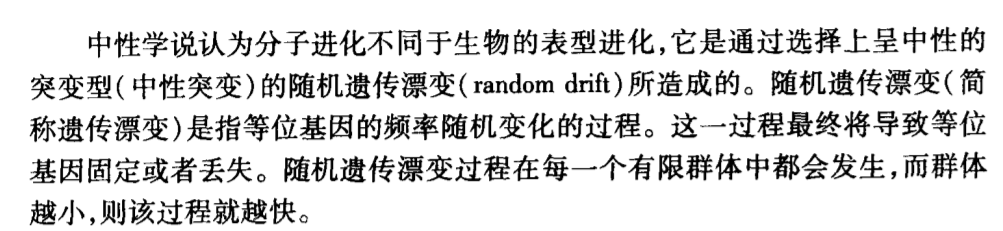 中性学说认为分子进化不同于生物的表型进化,它是通过选择上呈中性的
突变型(中性突变)的随机遗传漂变(random drift)所造成的。随机遗传漂变(简
称遗传漂变)是指等位基因的频率随机变化的过程。这一过程最终将导致等位
基因固定或者丢失。随机遗传漂变过程在每一个有限群体中都会发生,而群体
越小,则该过程就越快。